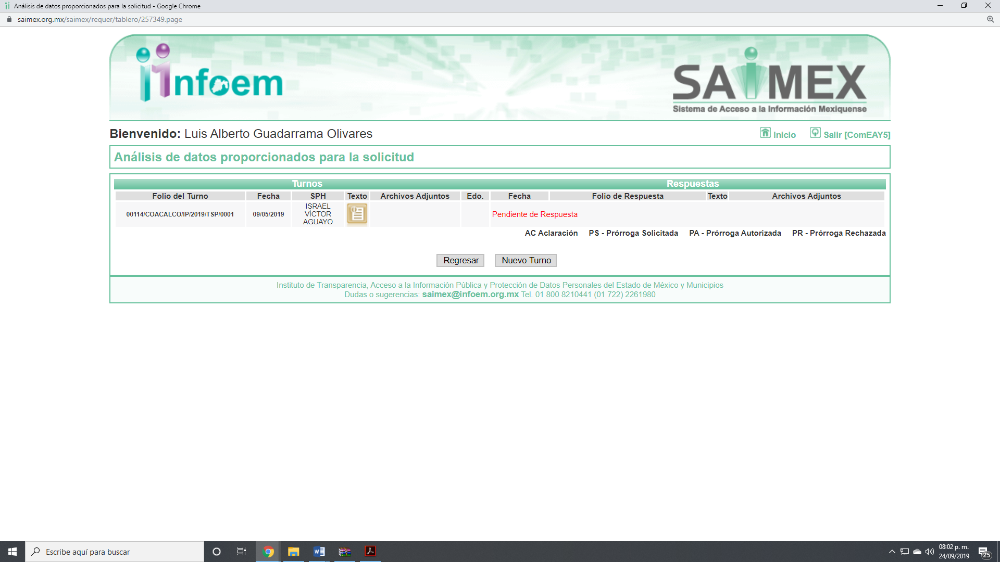 Análisis de datos proporcionados para la solicitud - Google Chrome
saimex.org.mx/saimex/requer/tablero/257349.page
infoem
SAIMEX
Sistema de Acceso a la Información Mexiquense
Bienvenido: Luis Alberto Guadarrama Olivares
Inicio Salir [ComEAY5]
Análisis de datos proporcionados para la solicitud
Turnos Respuestas
Folio del Turno Fecha SPH Texto Archivos Adjuntos Edo. Fecha Folio de Respuesta Texto Archivos Adjuntos
00114/COACALCO/IP/2019/TSP/0001 09/05/2019 ISRAEL VÍCTOR AGUAYO Pendiente de Respuesta
AC Aclaración PS - Prórroga Solicitada PA - Prórroga Autorizada PR - Prórroga Rechazada
Regresar Nuevo Turno
Instituto de Transparencia, Acceso a la Información Pública y Protección de Datos Personales del Estado de México y Municipios
Dudas o sugerencias: saimex@infoem.org.mx Tel. 01 800 8210441 (01 722) 2261980
Escribe aquí para buscar
08:02 p. m.
24/09/2019
25